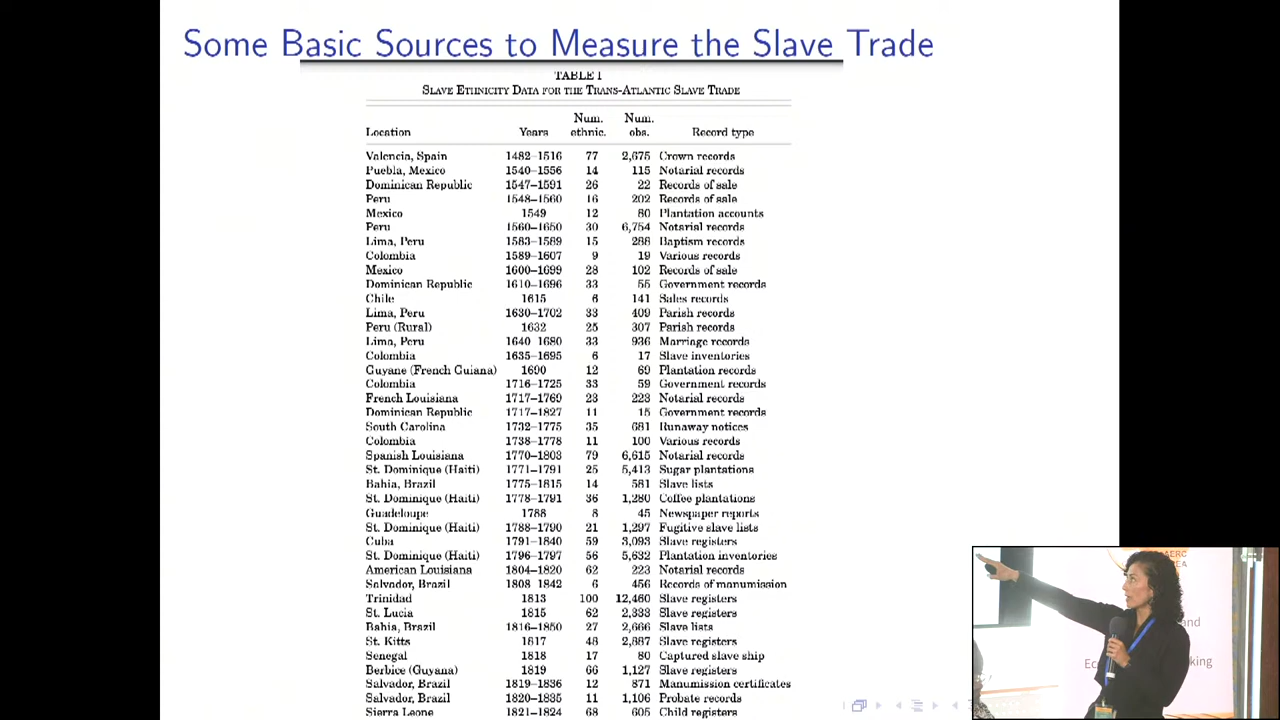 Some Basic Sources to Measure the Slave Trade
TABLE I
SLAVE ETHNICITY DATA FOR THE TRANS-ATLANTIC SLAVE TRADE
Num. Num.
Location Years ethnic. obs. Record type
Valencia, Spain 1482–1516 77 2,675 Crown records
Puebla, Mexico 1540–1556 14 115 Notarial records
Dominican Republic 1547–1591 26 22 Records of sale
Peru 1548–1560 16 202 Records of sale
Mexico 1549 12 80 Plantation accounts
Peru 1560–1650 30 6,754 Notarial records
Lima, Peru 1583–1589 15 288 Baptism records
Colombia 1589–1607 9 19 Various records
Mexico 1600–1699 28 102 Records of sale
Dominican Republic 1610–1696 33 55 Government records
Chile 1615 6 141 Sales records
Lima, Peru 1630–1702 33 409 Parish records
Peru (Rural) 1632 25 307 Parish records
Lima, Peru 1640–1680 33 936 Marriage records
Colombia 1635–1695 6 17 Slave inventories
Guyane (French Guiana) 1690 12 69 Plantation records
Colombia 1716–1725 33 59 Government records
French Louisiana 1717–1769 23 223 Notarial records
Dominican Republic 1717–1827 11 15 Government records
South Carolina 1732–1775 35 681 Runaway notices
Colombia 1738–1778 11 100 Various records
Spanish Louisiana 1770–1803 79 6,615 Notarial records
St. Dominique (Haiti) 1771–1791 25 5,413 Sugar plantations
Bahia, Brazil 1775–1815 14 581 Slave lists
St. Dominique (Haiti) 1778–1791 36 1,280 Coffee plantations
Guadeloupe 1788 8 45 Newspaper reports
St. Dominique (Haiti) 1788–1790 21 1,297 Fugitive slave lists
Cuba 1791–1840 59 3,093 Slave registers
St. Dominique (Haiti) 1796–1797 56 5,632 Plantation inventories
American Louisiana 1804–1820 62 223 Notarial records
Salvador, Brazil 1808–1842 6 456 Records of manumission
Trinidad 1813 100 12,460 Slave registers
St. Lucia 1815 62 2,333 Slave registers
Bahia, Brazil 1816–1850 27 2,666 Slave lists
St. Kitts 1817 48 2,887 Slave registers
Senegal 1818 17 80 Captured slave ship
Berbice (Guyana) 1819 66 1,127 Slave registers
Salvador, Brazil 1819–1836 12 871 Manumission certificates
Salvador, Brazil 1820–1835 11 1,106 Probate records
Sierra Leone 1821–1824 68 605 Child registers